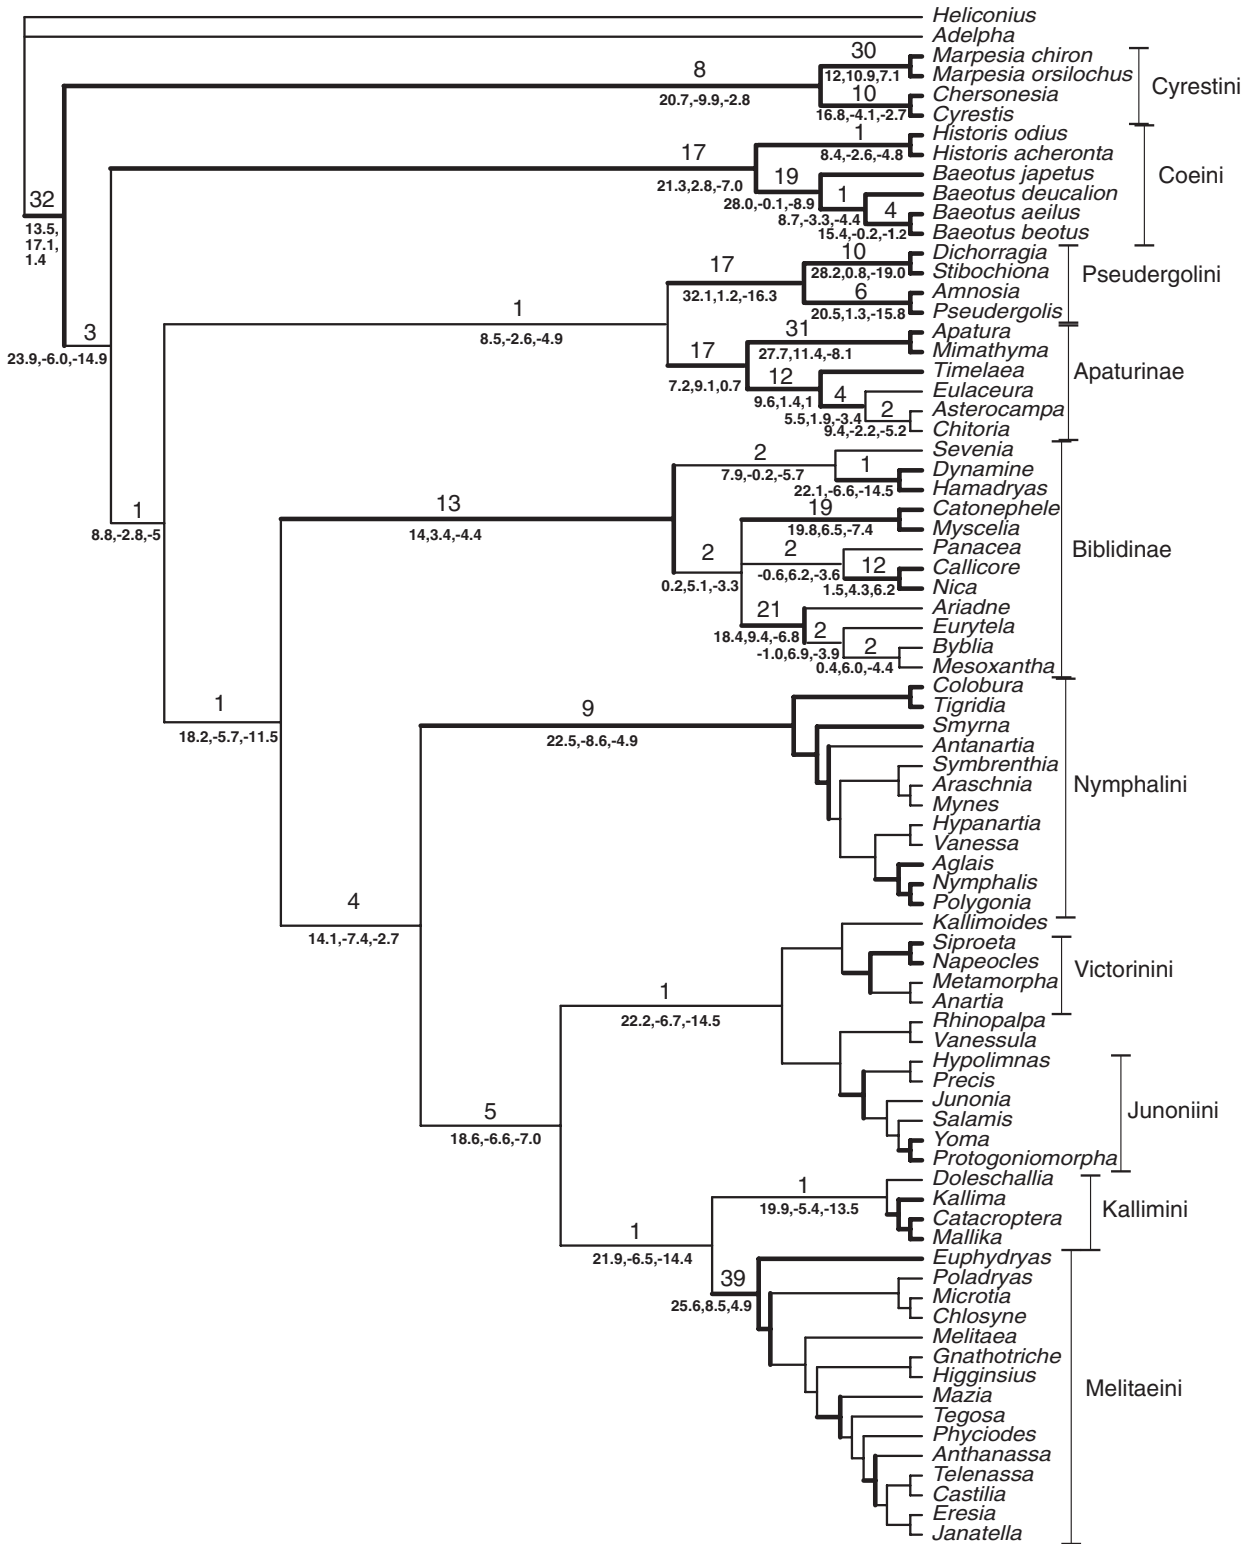 Heliconius
Adelpha
30
Marpesia chiron
8
12,10.9,7.1
Marpesia orsilochus
Cyrestini
20.7,-9.9,-2.8
10
Chersonesia
16.8,-4.1,-2.7
Cyrestis
1
Historis odius
17
8.4,-2.6,-4.8
Historis acheronta
Coeini
21.3,2.8,-7.0
19
Baeotus japetus
32
28.0,-0.1,-8.9
1
Baeotus deucalion
13.5,
17.1,
1.4
8.7,-3.3,-4.4
4
Baeotus aeilus
15.4,-0.2,-1.2
Baeotus beotus
10
Dichorragia
17
28.2,0.8,-19.0
Stibochiona
Pseudergolini
32.1,1.2,-16.3
6
Amnosia
1
20.5,1.3,-15.8
Pseudergolis
8.5,-2.6,-4.9
3
31
Apatura
23.9,-6.0,-14.9
17
27.7,11.4,-8.1
Mimathyma
7.2,9.1,0.7
12
Timelaea
Apaturinae
9.6,1.4,1
4
Eulaceura
5.5,1.9,-3.4
2
Asterocampa
9.4,-2.2,-5.2
Chitoria
2
Sevenia
7.9,-0.2,-5.7
1
Dynamine
22.1,-6.6,-14.5
Hamadryas
13
19
Catonephele
1
14,3.4,-4.4
19.8,6.5,-7.4
Myscelia
8.8,-2.8,-5
2
2
Panacea
Biblidinae
0.2,5.1,-3.3
-0.6,6.2,-3.6
12
Callicore
1.5,4.3,6.2
Nica
21
Ariadne
18.4,9.4,-6.8
2
Eurytela
-1.0,6.9,-3.9
2
Byblia
0.4,6.0,-4.4
Mesoxantha
Colobura
1
9
Tigridia
18.2,-5.7,-11.5
22.5,-8.6,-4.9
Smyrna
Antanartia
Symbrenthia
Araschnia
Nymphalini
Mynes
Hypanartia
Vanessa
Aglais
Nymphalis
4
Polygonia
14.1,-7.4,-2.7
Kallimoides
Siproeta
Napeocles
Victorinini
1
Metamorpha
22.2,-6.7,-14.5
Anartia
Rhinopalpa
Vanessula
Hypolimnas
Precis
5
Junonia
Junoniini
18.6,-6.6,-7.0
Salamis
Yoma
Protogoniomorpha
1
Doleschallia
19.9,-5.4,-13.5
Kallima
Kallimini
1
Catacroptera
21.9,-6.5,-14.4
Mallika
39
Euphydryas
25.6,8.5,4.9
Poladryas
Microtia
Chlosyne
Melitaea
Gnathotriche
Higginsius
Melitaeini
Mazia
Tegosa
Phyciodes
Anthanassa
Telenassa
Castilia
Eresia
Janatella